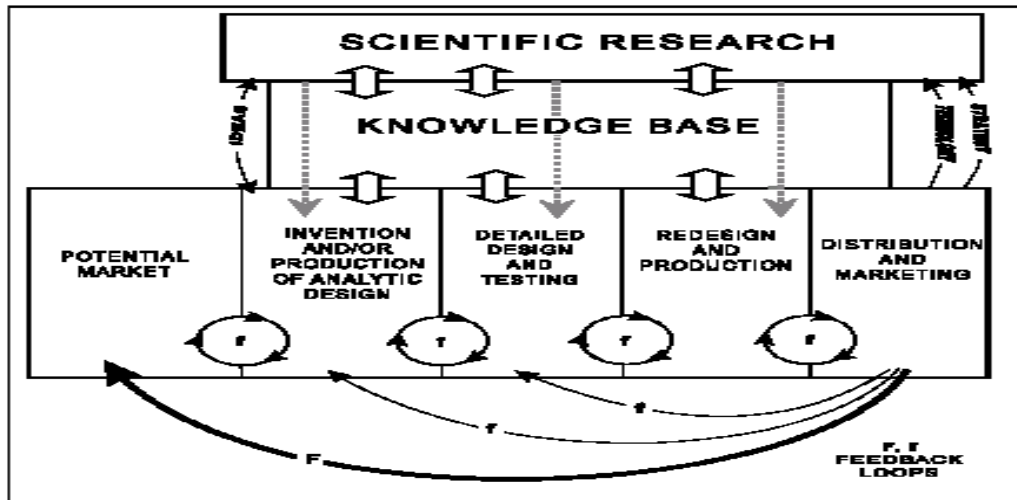 SCIENTIFIC RESEARCH
KNOWLEDGE BASE
POTENTIAL
MARKET
INVENTION
AND/OR
PRODUCTION
OF ANALYTIC
DESIGN
DETAILED
DESIGN
AND
TESTING
REDESIGN
AND
PRODUCTION
DISTRIBUTION
AND
MARKETING
f
f
f
f
f
f
F
F, f
FEEDBACK
LOOPS